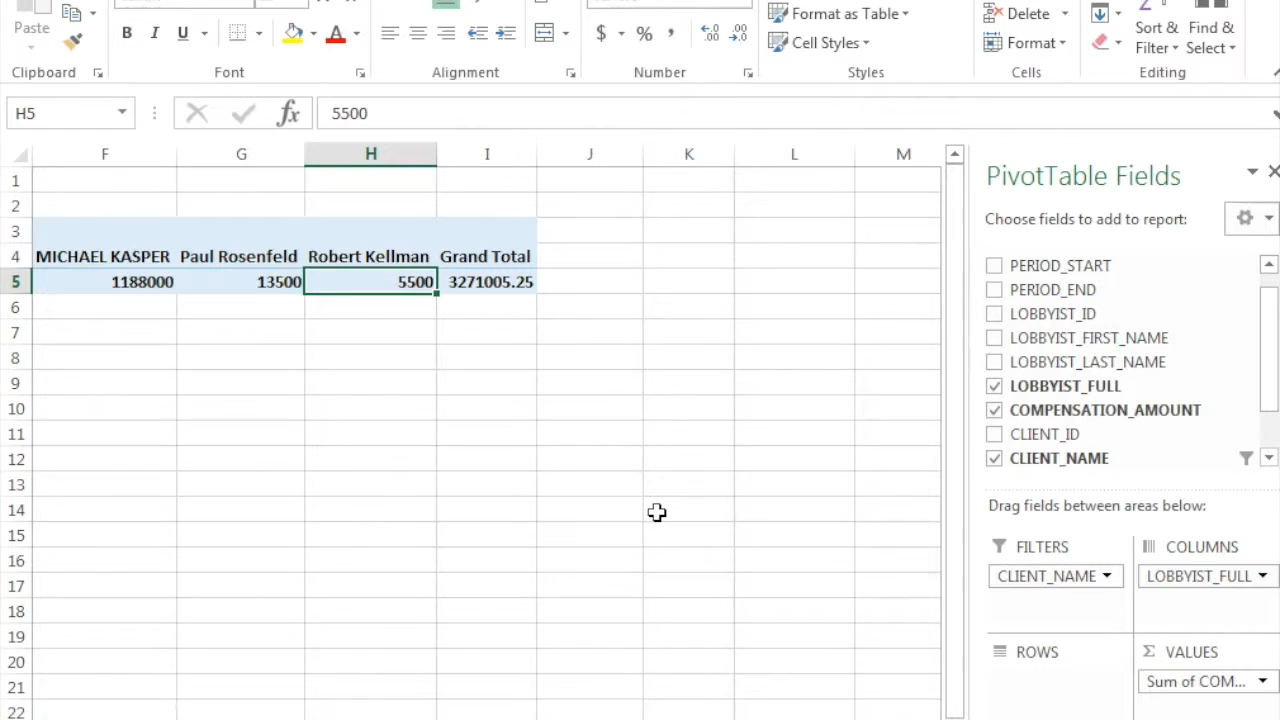 Paste
B I U A
$ % , .00 .0
Format as Table
Cell Styles
Delete
Format
Sort & Filter
Find & Select
Clipboard Font Alignment Number Styles Cells Editing
H5 fx 5500
F G H I J K L M
1
2
3
4 MICHAEL KASPER Paul Rosenfeld Robert Kellman Grand Total
5 1188000 13500 5500 3271005.25
6
7
8
9
10
11
12
13
14
15
16
17
18
19
20
21
22
PivotTable Fields
Choose fields to add to report:
PERIOD_START
PERIOD_END
LOBBYIST_ID
LOBBYIST_FIRST_NAME
LOBBYIST_LAST_NAME
LOBBYIST_FULL
COMPENSATION_AMOUNT
CLIENT_ID
CLIENT_NAME
Drag fields between areas below:
FILTERS
CLIENT_NAME
COLUMNS
LOBBYIST_FULL
ROWS
Σ VALUES
Sum of COM...